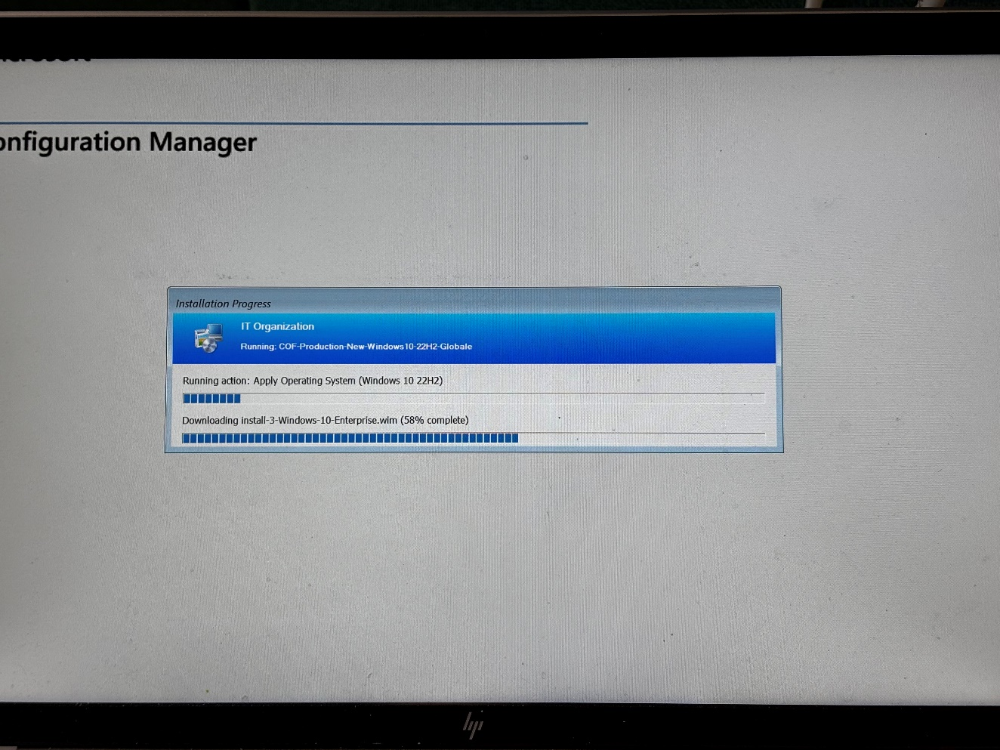 onfiguration Manager
Installation Progress
IT Organization
Running: COF-Production-New-Windows10-22H2-Globale
Running action: Apply Operating System (Windows 10 22H2)
Downloading install-3-Windows-10-Enterprise.wim (58% complete)
hp